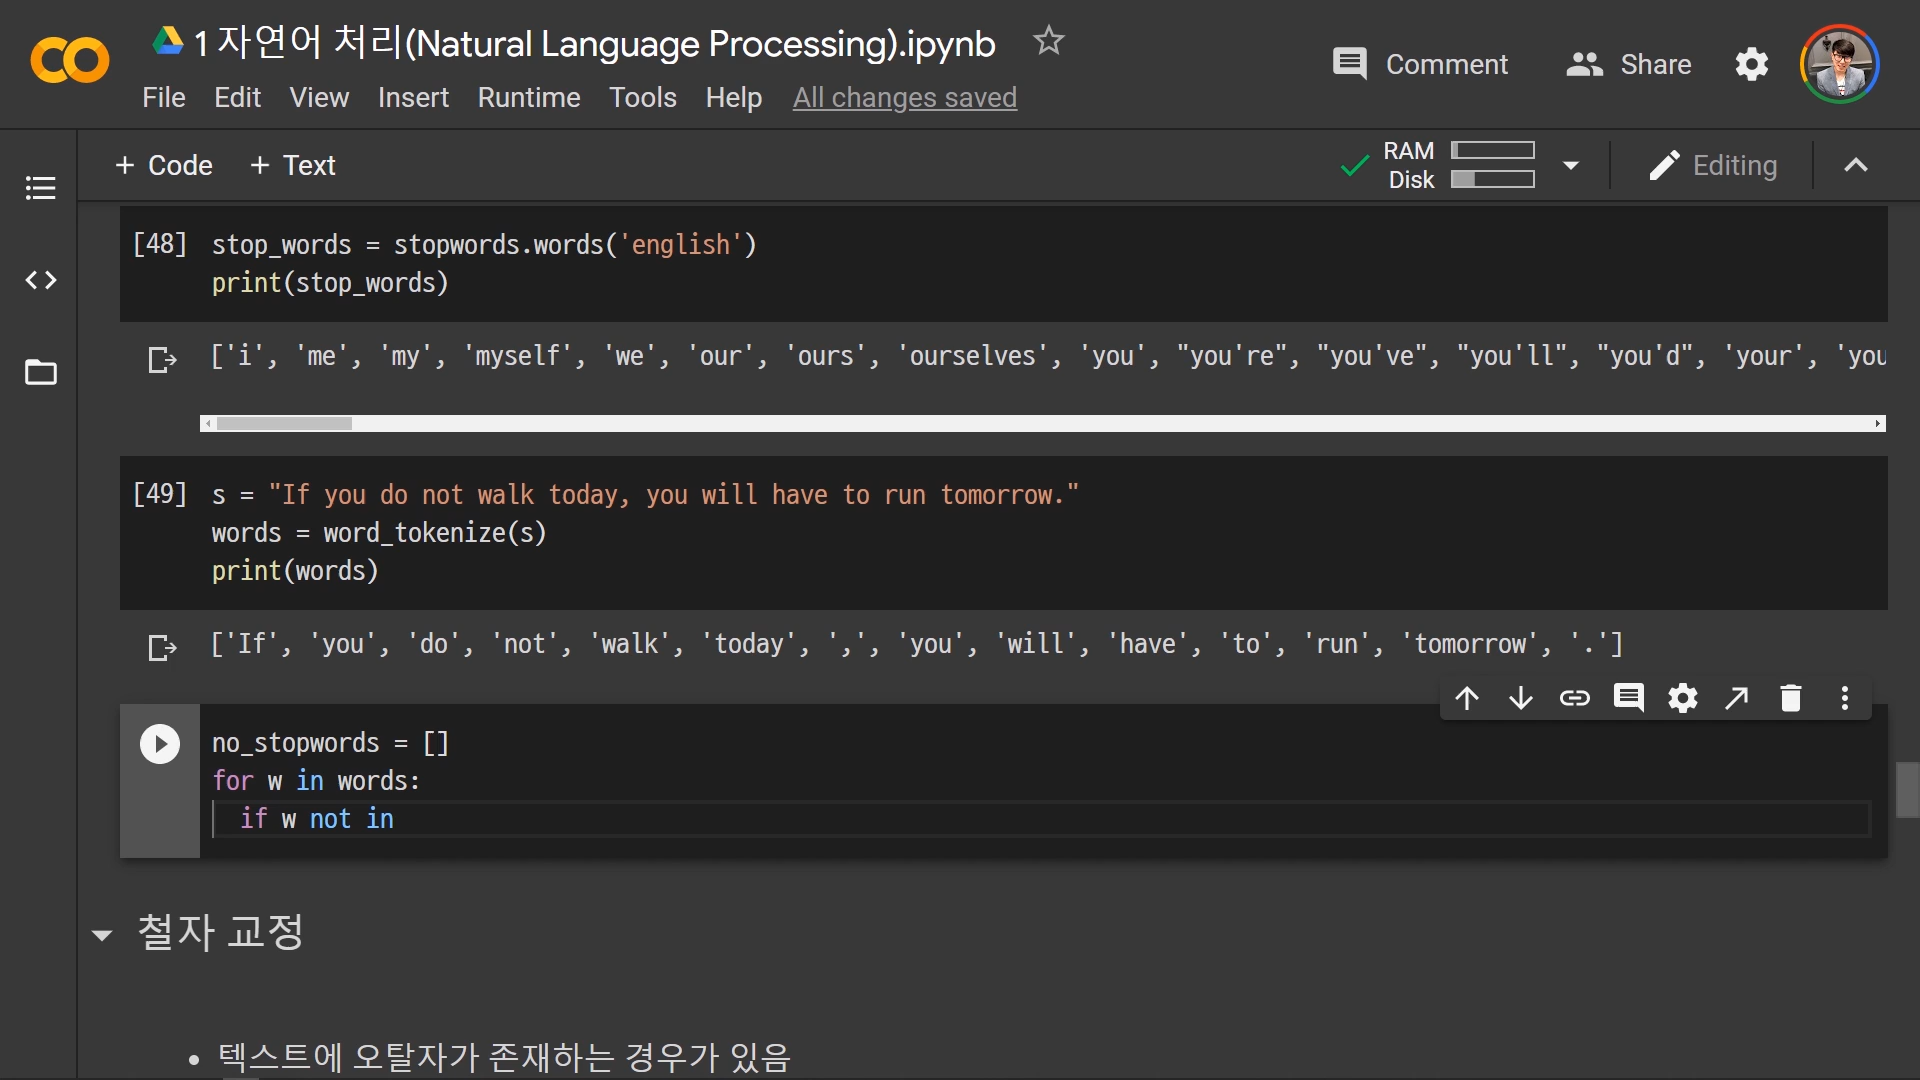 1 자연어 처리(Natural Language Processing).ipynb
File Edit View Insert Runtime Tools Help All changes saved
Comment Share
+ Code + Text
RAM
Disk
Editing
[48] stop_words = stopwords.words('english')
print(stop_words)
['i', 'me', 'my', 'myself', 'we', 'our', 'ours', 'ourselves', 'you', "you're", "you've", "you'll", "you'd", 'your', 'you
[49] s = "If you do not walk today, you will have to run tomorrow."
words = word_tokenize(s)
print(words)
['If', 'you', 'do', 'not', 'walk', 'today', ',', 'you', 'will', 'have', 'to', 'run', 'tomorrow', '.']
no_stopwords = []
for w in words:
  if w not in
철자 교정
• 텍스트에 오탈자가 존재하는 경우가 있음